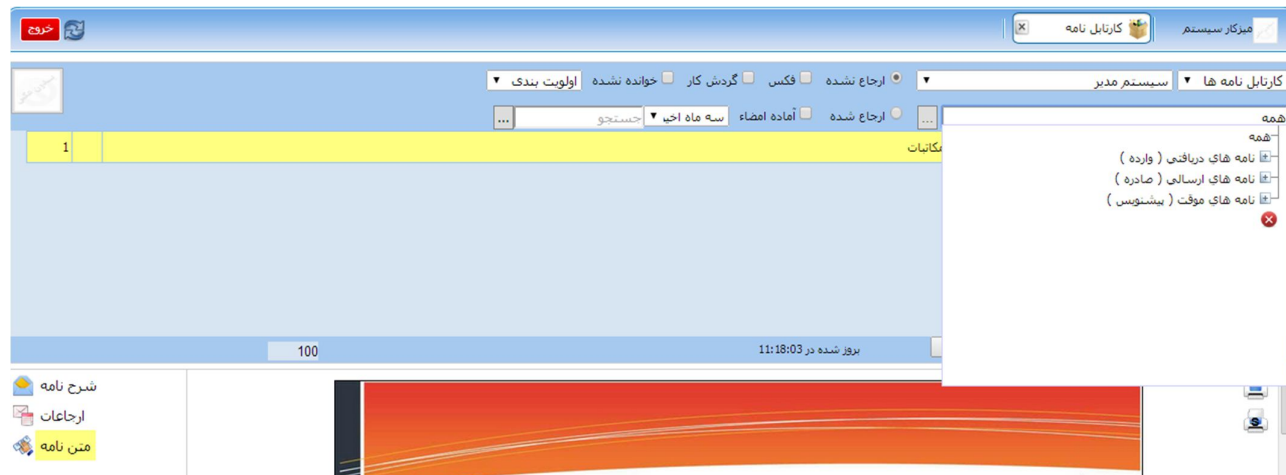 میزکار سیستم
کارتابل نامه
خروج
کارتابل نامه ها
سیستم مدیر
ارجاع نشده
فکس
گردش کار
خوانده نشده
اولویت بندی
همه
...
ارجاع شده
آماده امضاء
سه ماه اخیر
جستجو
...
همه
نامه هاي دریافتي ( وارده )
نامه هاي ارسالي ( صادره )
نامه هاي موقت ( پیشنویس )
مکاتبات
1
بروز شده در 11:18:03
100
شرح نامه
ارجاعات
متن نامه